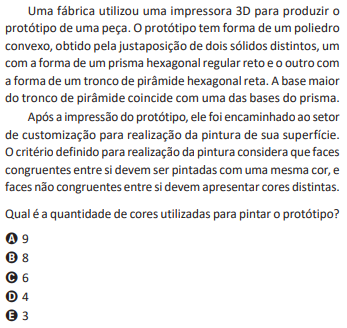 Uma fábrica utilizou uma impressora 3D para produzir o
protótipo de uma peça. O protótipo tem forma de um poliedro
convexo, obtido pela justaposição de dois sólidos distintos, um
com a forma de um prisma hexagonal regular reto e o outro com
a forma de um tronco de pirâmide hexagonal reta. A base maior
do tronco de pirâmide coincide com uma das bases do prisma.
Após a impressão do protótipo, ele foi encaminhado ao setor
de customização para realização da pintura de sua superfície.
O critério definido para realização da pintura considera que faces
congruentes entre si devem ser pintadas com uma mesma cor, e
faces não congruentes entre si devem apresentar cores distintas.
Qual é a quantidade de cores utilizadas para pintar o protótipo?
A 9
B 8
C 6
D 4
E 3